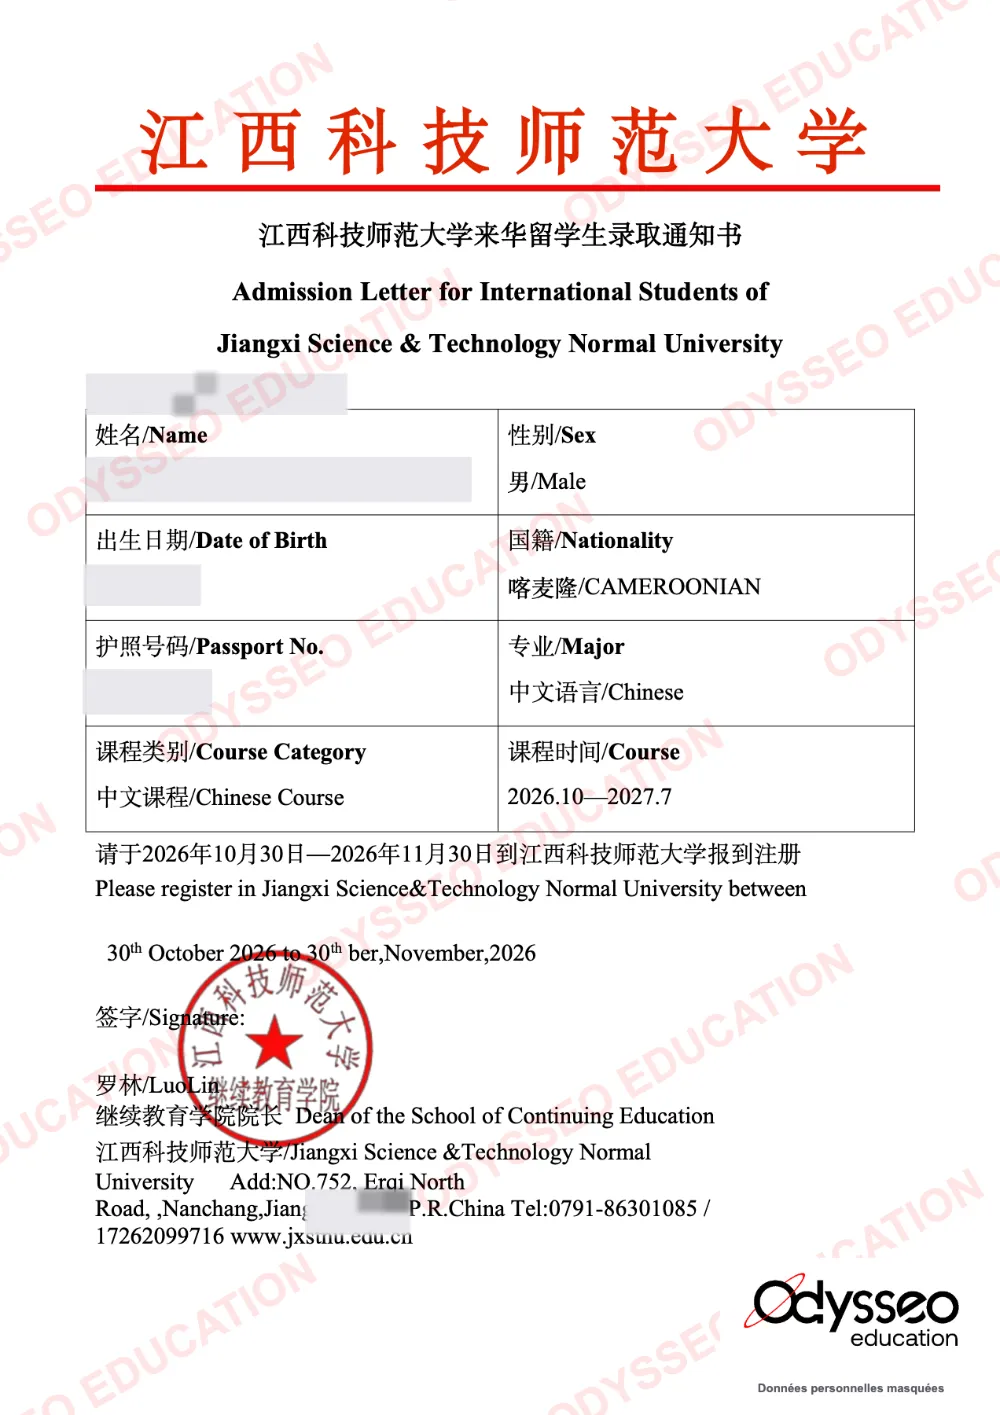 江西科技师范大学
江西科技师范大学来华留学生录取通知书
Admission Letter for International Students of
Jiangxi Science & Technology Normal University
姓名/Name
性别/Sex
男/Male
出生日期/Date of Birth
国籍/Nationality
喀麦隆/CAMEROONIAN
护照号码/Passport No.
专业/Major
中文语言/Chinese
课程类别/Course Category
中文课程/Chinese Course
课程时间/Course
2026.10—2027.7
请于2026年10月30日—2026年11月30日到江西科技师范大学报到注册
Please register in Jiangxi Science&Technology Normal University between
30th October 2026 to 30th ber,November,2026
签字/Signature:
江西科技师范大学
继续教育学院
罗林/LuoLin
继续教育学院院长 Dean of the School of Continuing Education
江西科技师范大学/Jiangxi Science &Technology Normal
University Add:NO.752, Erqi North
Road, ,Nanchang, P.R.China Tel:0791-86301085 /
17262099716 www.jxstnu.edu.cn
Odysseo
education
Données personnelles masquées
ODYSSEO EDUCATION